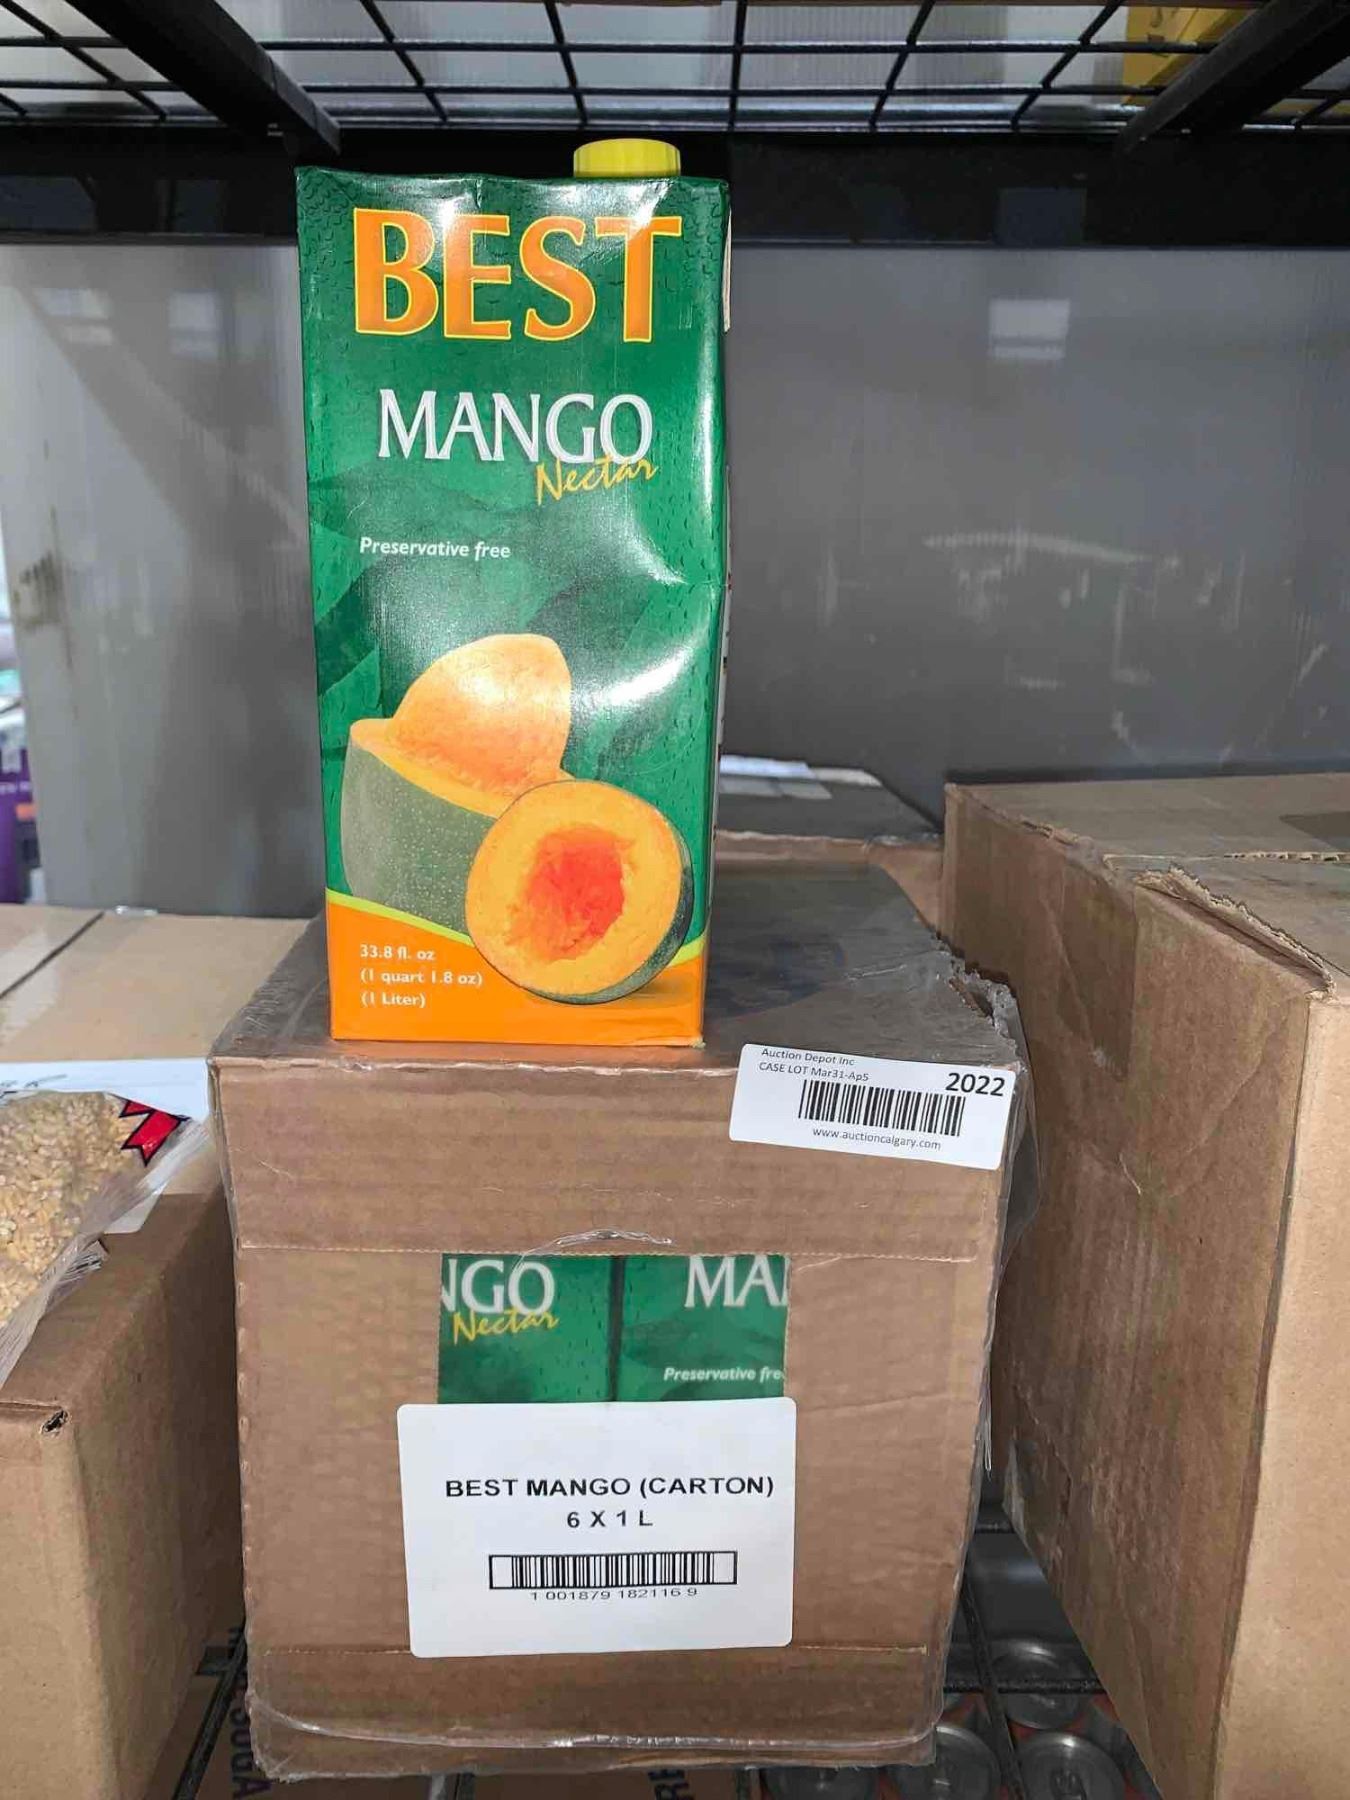 BEST
MANGO
Nectar
Preservative free
33.8 fl. oz
(1 quart 1.8 oz)
(1 Liter)
Auction Depot Inc
CASE LOT Mar31-Ap5
2022
www.auctioncalgary.com
NGO
Nectar
MA
Preservative fre
BEST MANGO (CARTON)
6 X 1 L
1 001879 182116 9